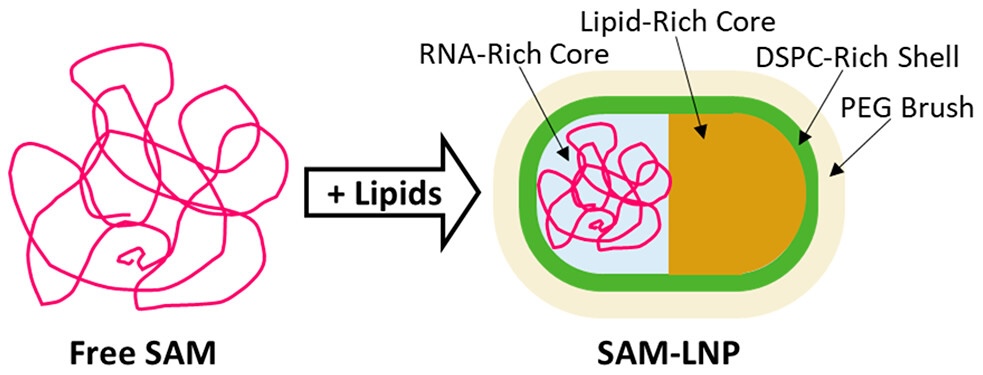 Lipid-Rich Core
RNA-Rich Core
DSPC-Rich Shell
PEG Brush
+ Lipids
Free SAM
SAM-LNP